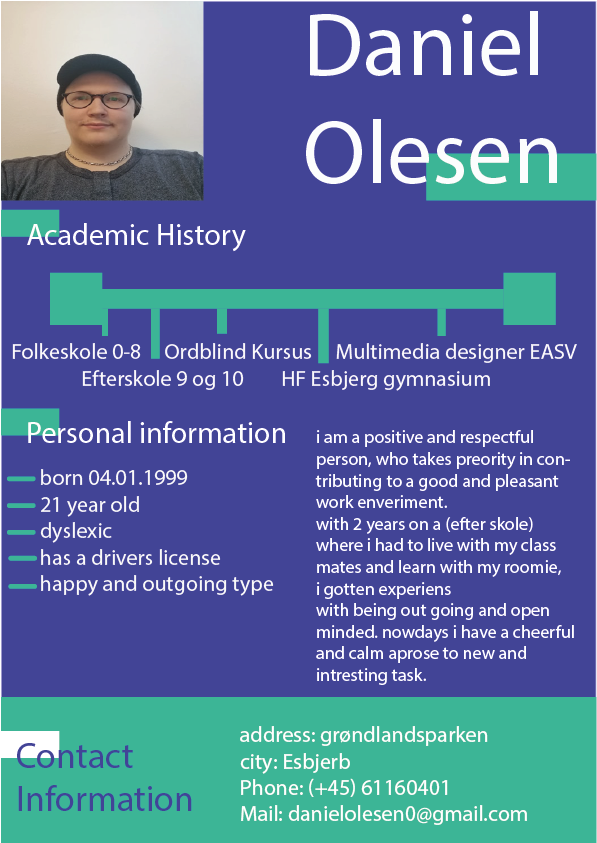 Daniel
Olesen
Academic History
Folkeskole 0-8
Ordblind Kursus
Multimedia designer EASV
Efterskole 9 og 10
HF Esbjerg gymnasium
Personal information
born 04.01.1999
21 year old
dyslexic
has a drivers license
happy and outgoing type
i am a positive and respectful
person, who takes preority in con-
tributing to a good and pleasant
work enveriment.
with 2 years on a (efter skole)
where i had to live with my class
mates and learn with my roomie,
i gotten experiens
with being out going and open
minded. nowdays i have a cheerful
and calm aprose to new and
intresting task.
Contact
Information
address: grøndlandsparken
city: Esbjerb
Phone: (+45) 61160401
Mail: danielolesen0@gmail.com